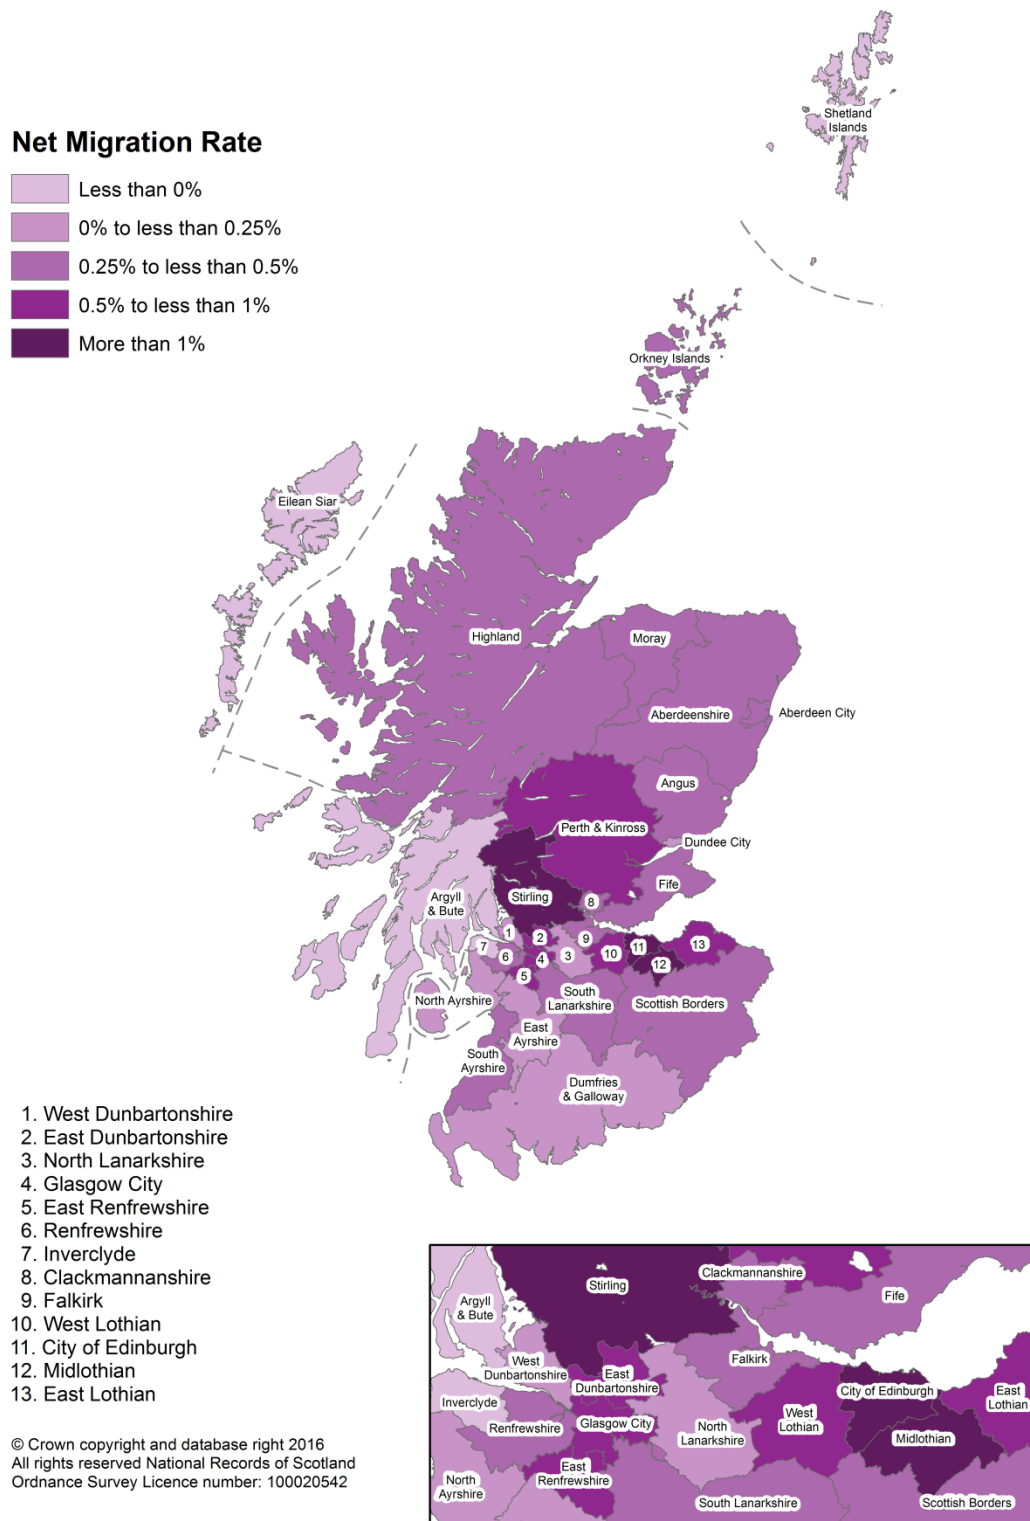 Net Migration Rate
Less than 0%
0% to less than 0.25%
0.25% to less than 0.5%
0.5% to less than 1%
More than 1%
Shetland
Islands
Orkney Islands
Eilean Siar
Highland
Moray
Aberdeenshire
Aberdeen City
Angus
Perth & Kinross
Dundee City
Fife
Stirling
Argyll
& Bute
8
1
2
9
7
6
4
3
10
11
13
12
5
North Ayrshire
South
Lanarkshire
Scottish Borders
East
Ayrshire
South
Ayrshire
Dumfries
& Galloway
1. West Dunbartonshire
2. East Dunbartonshire
3. North Lanarkshire
4. Glasgow City
5. East Renfrewshire
6. Renfrewshire
7. Inverclyde
8. Clackmannanshire
9. Falkirk
10. West Lothian
11. City of Edinburgh
12. Midlothian
13. East Lothian
© Crown copyright and database right 2016
All rights reserved National Records of Scotland
Ordnance Survey Licence number: 100020542
Clackmannanshire
Stirling
Fife
Argyll
& Bute
West
Dunbartonshire
Falkirk
East
Dunbartonshire
City of Edinburgh
East
Lothian
Inverclyde
Renfrewshire
Glasgow City
North
Lanarkshire
West
Lothian
Midlothian
North
Ayrshire
East
Renfrewshire
South Lanarkshire
Scottish Borders